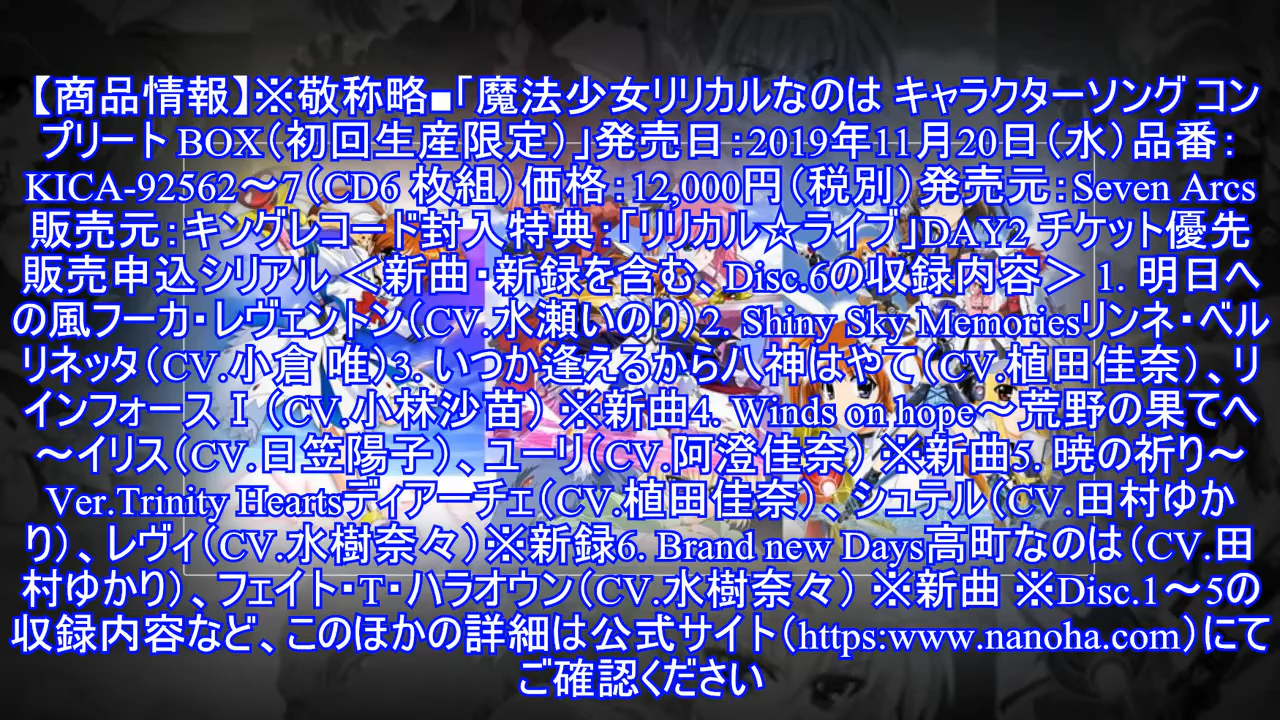 【商品情報】※敬称略■「魔法少女リリカルなのは キャラクターソング コン
プリート BOX（初回生産限定）」発売日：2019年11月20日（水）品番：
KICA-92562～7（CD6 枚組）価格：12,000円（税別）発売元：Seven Arcs
販売元：キングレコード封入特典：「リリカル☆ライブ」DAY2 チケット優先
販売申込シリアル ＜新曲・新録を含む、Disc.6の収録内容＞ 1. 明日へ
の風フーカ・レヴェントン（CV.水瀬いのり）2. Shiny Sky Memoriesリンネ・ベル
リネッタ（CV.小倉 唯）3. いつか逢えるから八神はやて（CV.植田佳奈）、リ
インフォースⅠ（CV.小林沙苗） ※新曲4. Winds on hope～荒野の果てへ
～イリス（CV.日笠陽子）、ユーリ（CV.阿澄佳奈） ※新曲5. 暁の祈り～
Ver.Trinity Heartsディアーチェ（CV.植田佳奈）、シュテル（CV.田村ゆか
り）、レヴィ（CV.水樹奈々）※新録6. Brand new Days高町なのは（CV.田
村ゆかり）、フェイト・T・ハラオウン（CV.水樹奈々） ※新曲 ※Disc.1～5の
収録内容など、このほかの詳細は公式サイト（https:www.nanoha.com）にて
ご確認ください